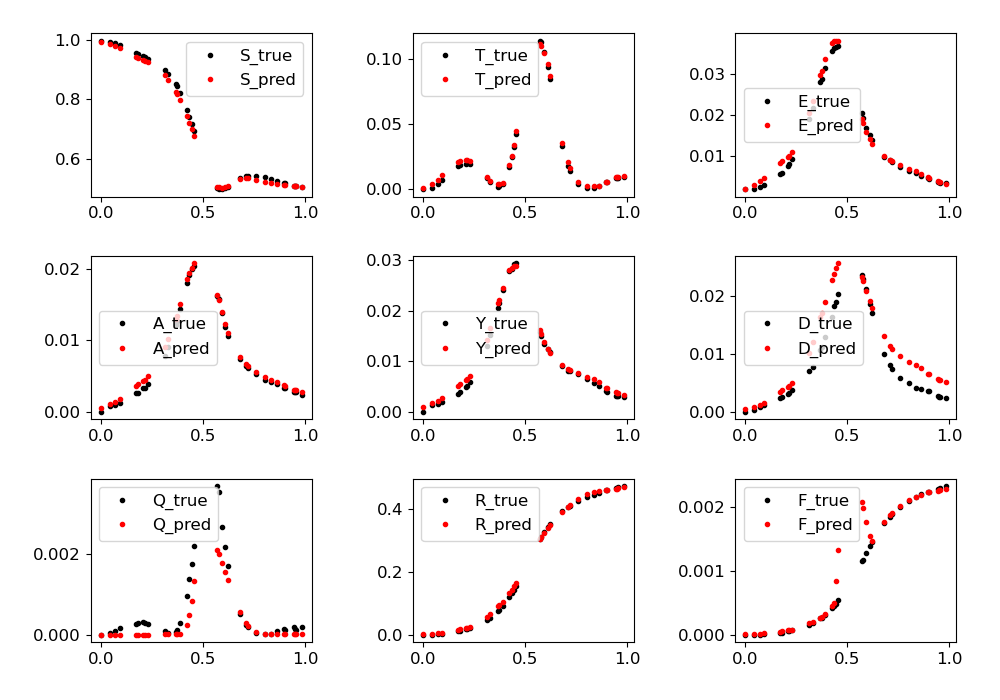 1.0
0.8
0.6
0.0 0.5 1.0
S_true
S_pred
0.10
0.05
0.00
0.0 0.5 1.0
T_true
T_pred
0.03
0.02
0.01
0.0 0.5 1.0
E_true
E_pred
0.02
0.01
0.00
0.0 0.5 1.0
A_true
A_pred
0.03
0.02
0.01
0.00
0.0 0.5 1.0
Y_true
Y_pred
0.02
0.01
0.00
0.0 0.5 1.0
D_true
D_pred
0.002
0.000
0.0 0.5 1.0
Q_true
Q_pred
0.4
0.2
0.0
0.0 0.5 1.0
R_true
R_pred
0.002
0.001
0.000
0.0 0.5 1.0
F_true
F_pred